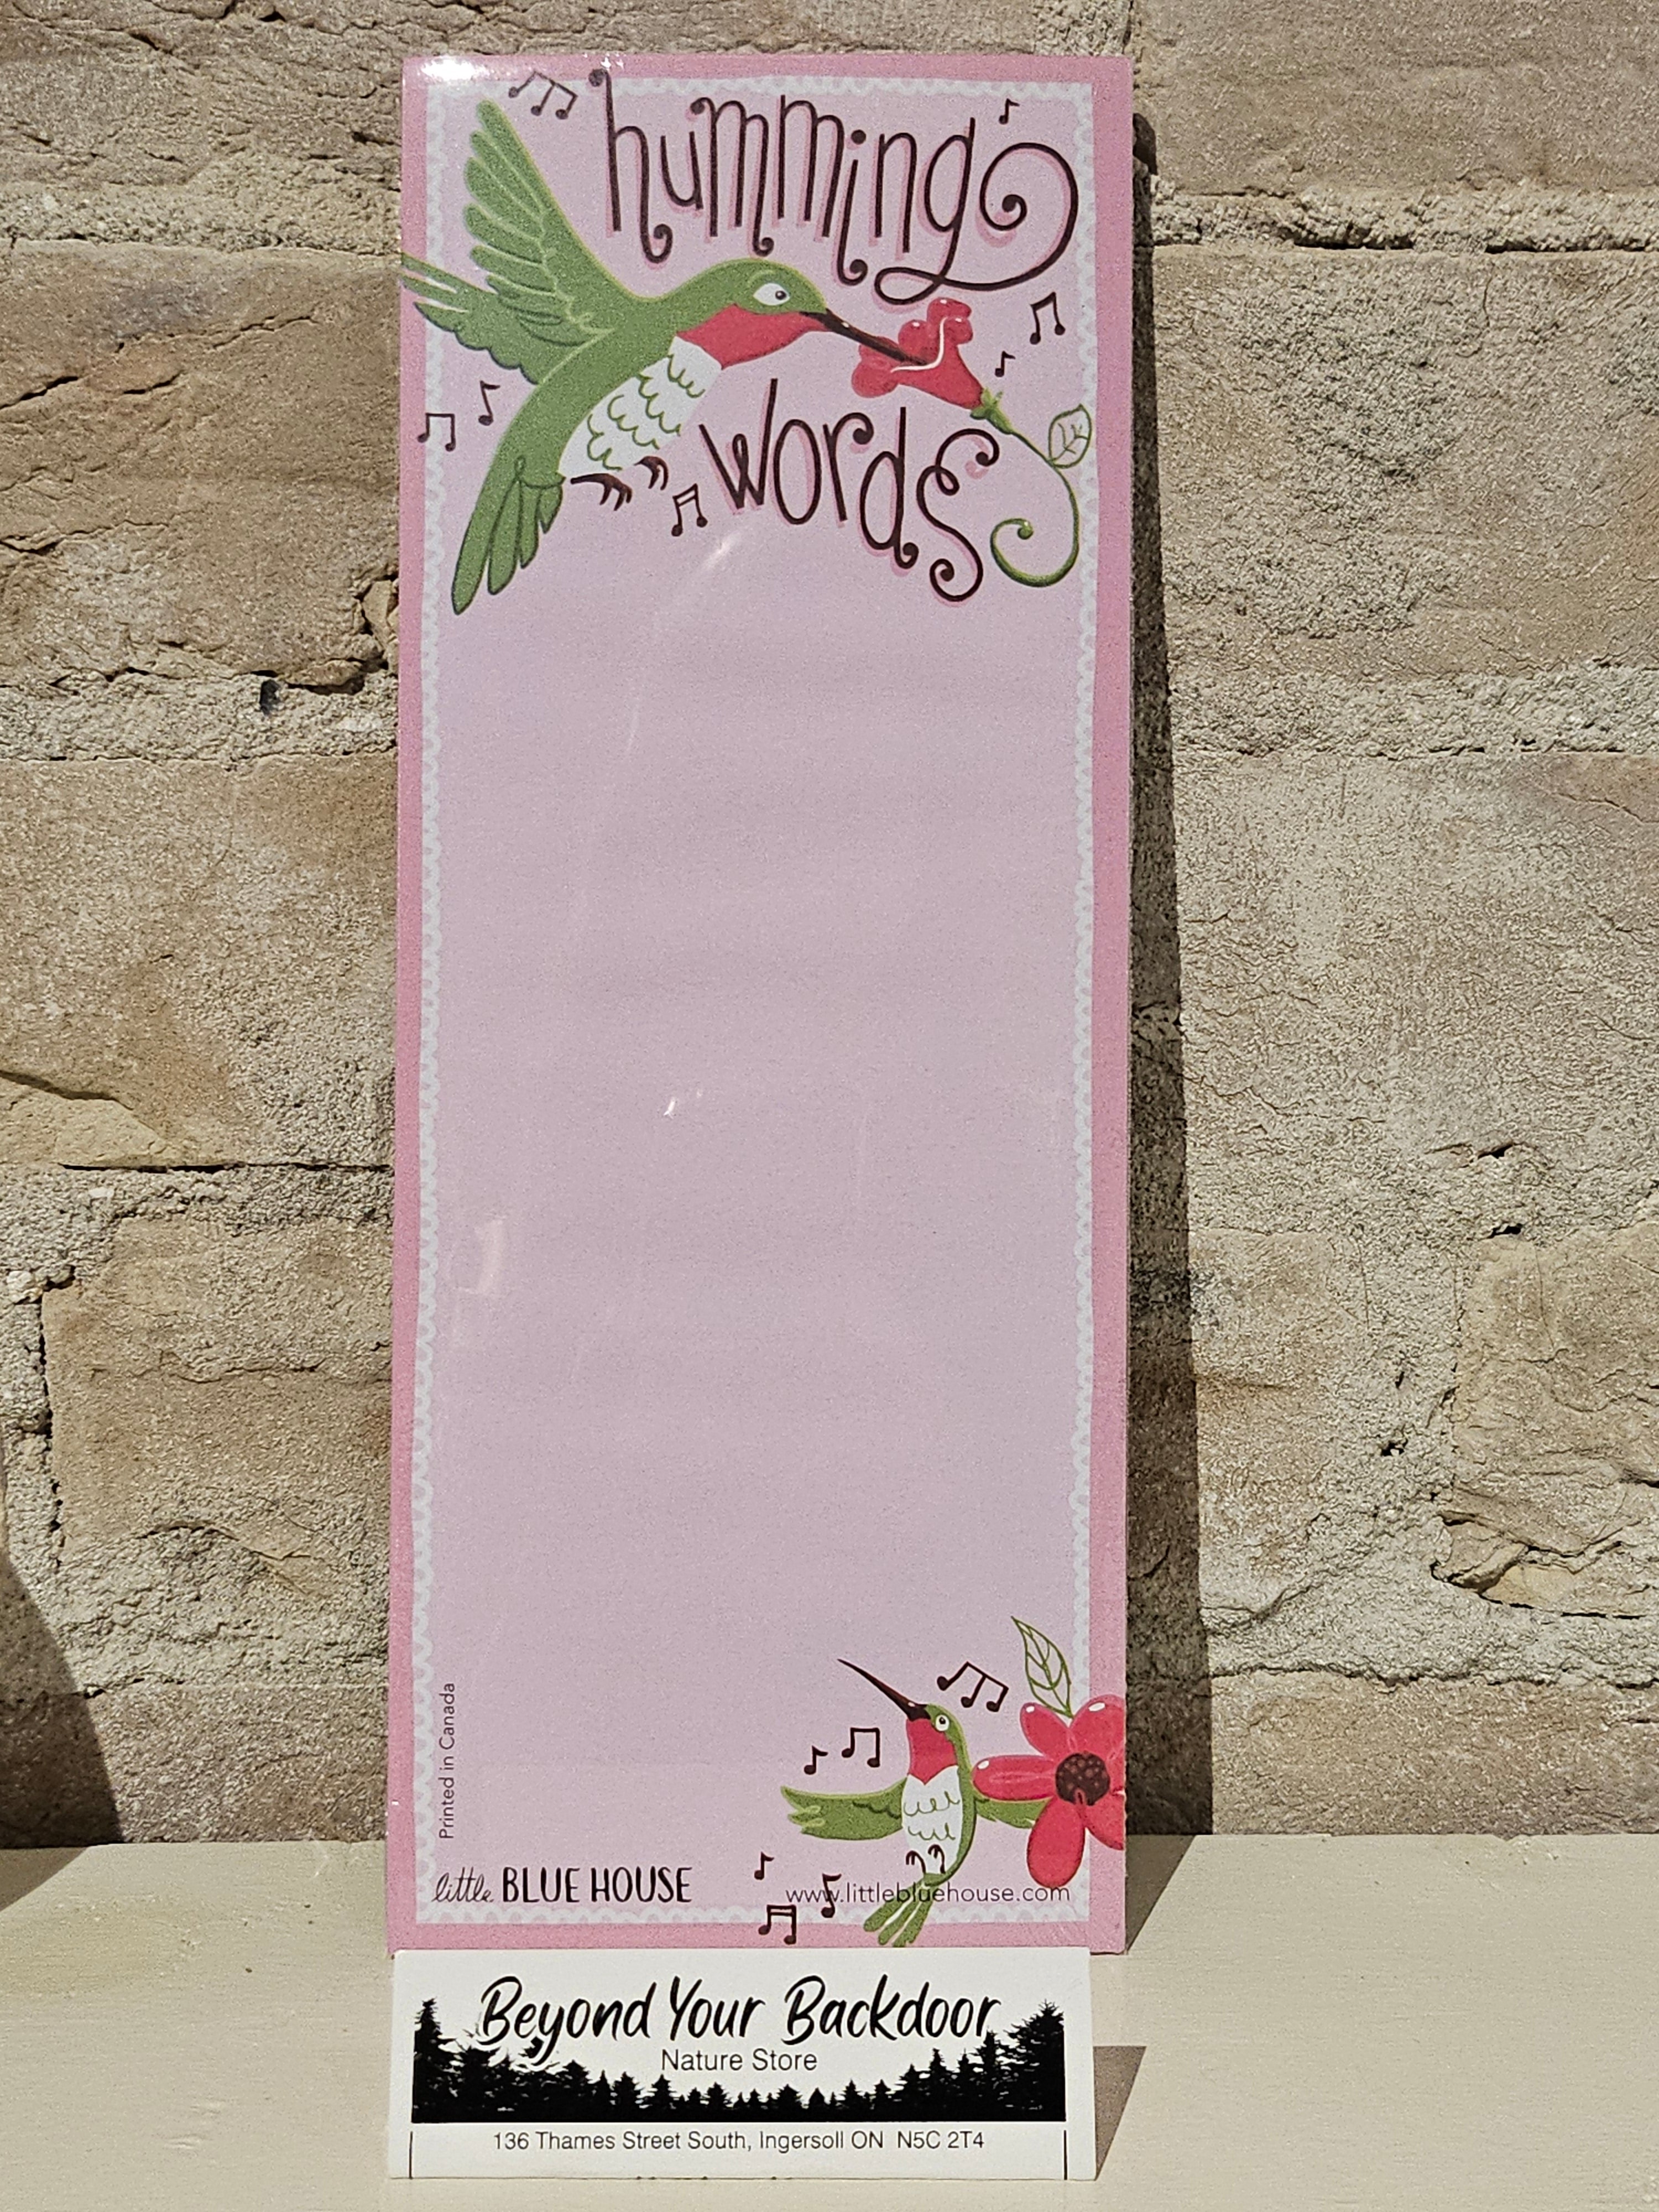 humming
words
Printed in Canada
little BLUE HOUSE
www.littlebluehouse.com
Beyond Your Backdoor
Nature Store
136 Thames Street South, Ingersoll ON N5C 2T4